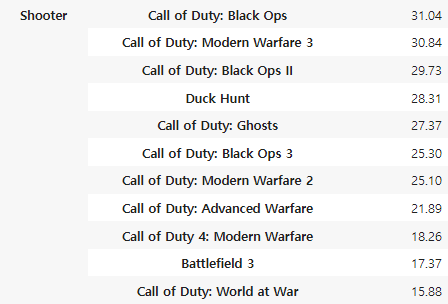 Shooter Call of Duty: Black Ops 31.04
Call of Duty: Modern Warfare 3 30.84
Call of Duty: Black Ops II 29.73
Duck Hunt 28.31
Call of Duty: Ghosts 27.37
Call of Duty: Black Ops 3 25.30
Call of Duty: Modern Warfare 2 25.10
Call of Duty: Advanced Warfare 21.89
Call of Duty 4: Modern Warfare 18.26
Battlefield 3 17.37
Call of Duty: World at War 15.88